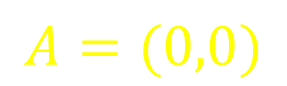 A = (0,0)